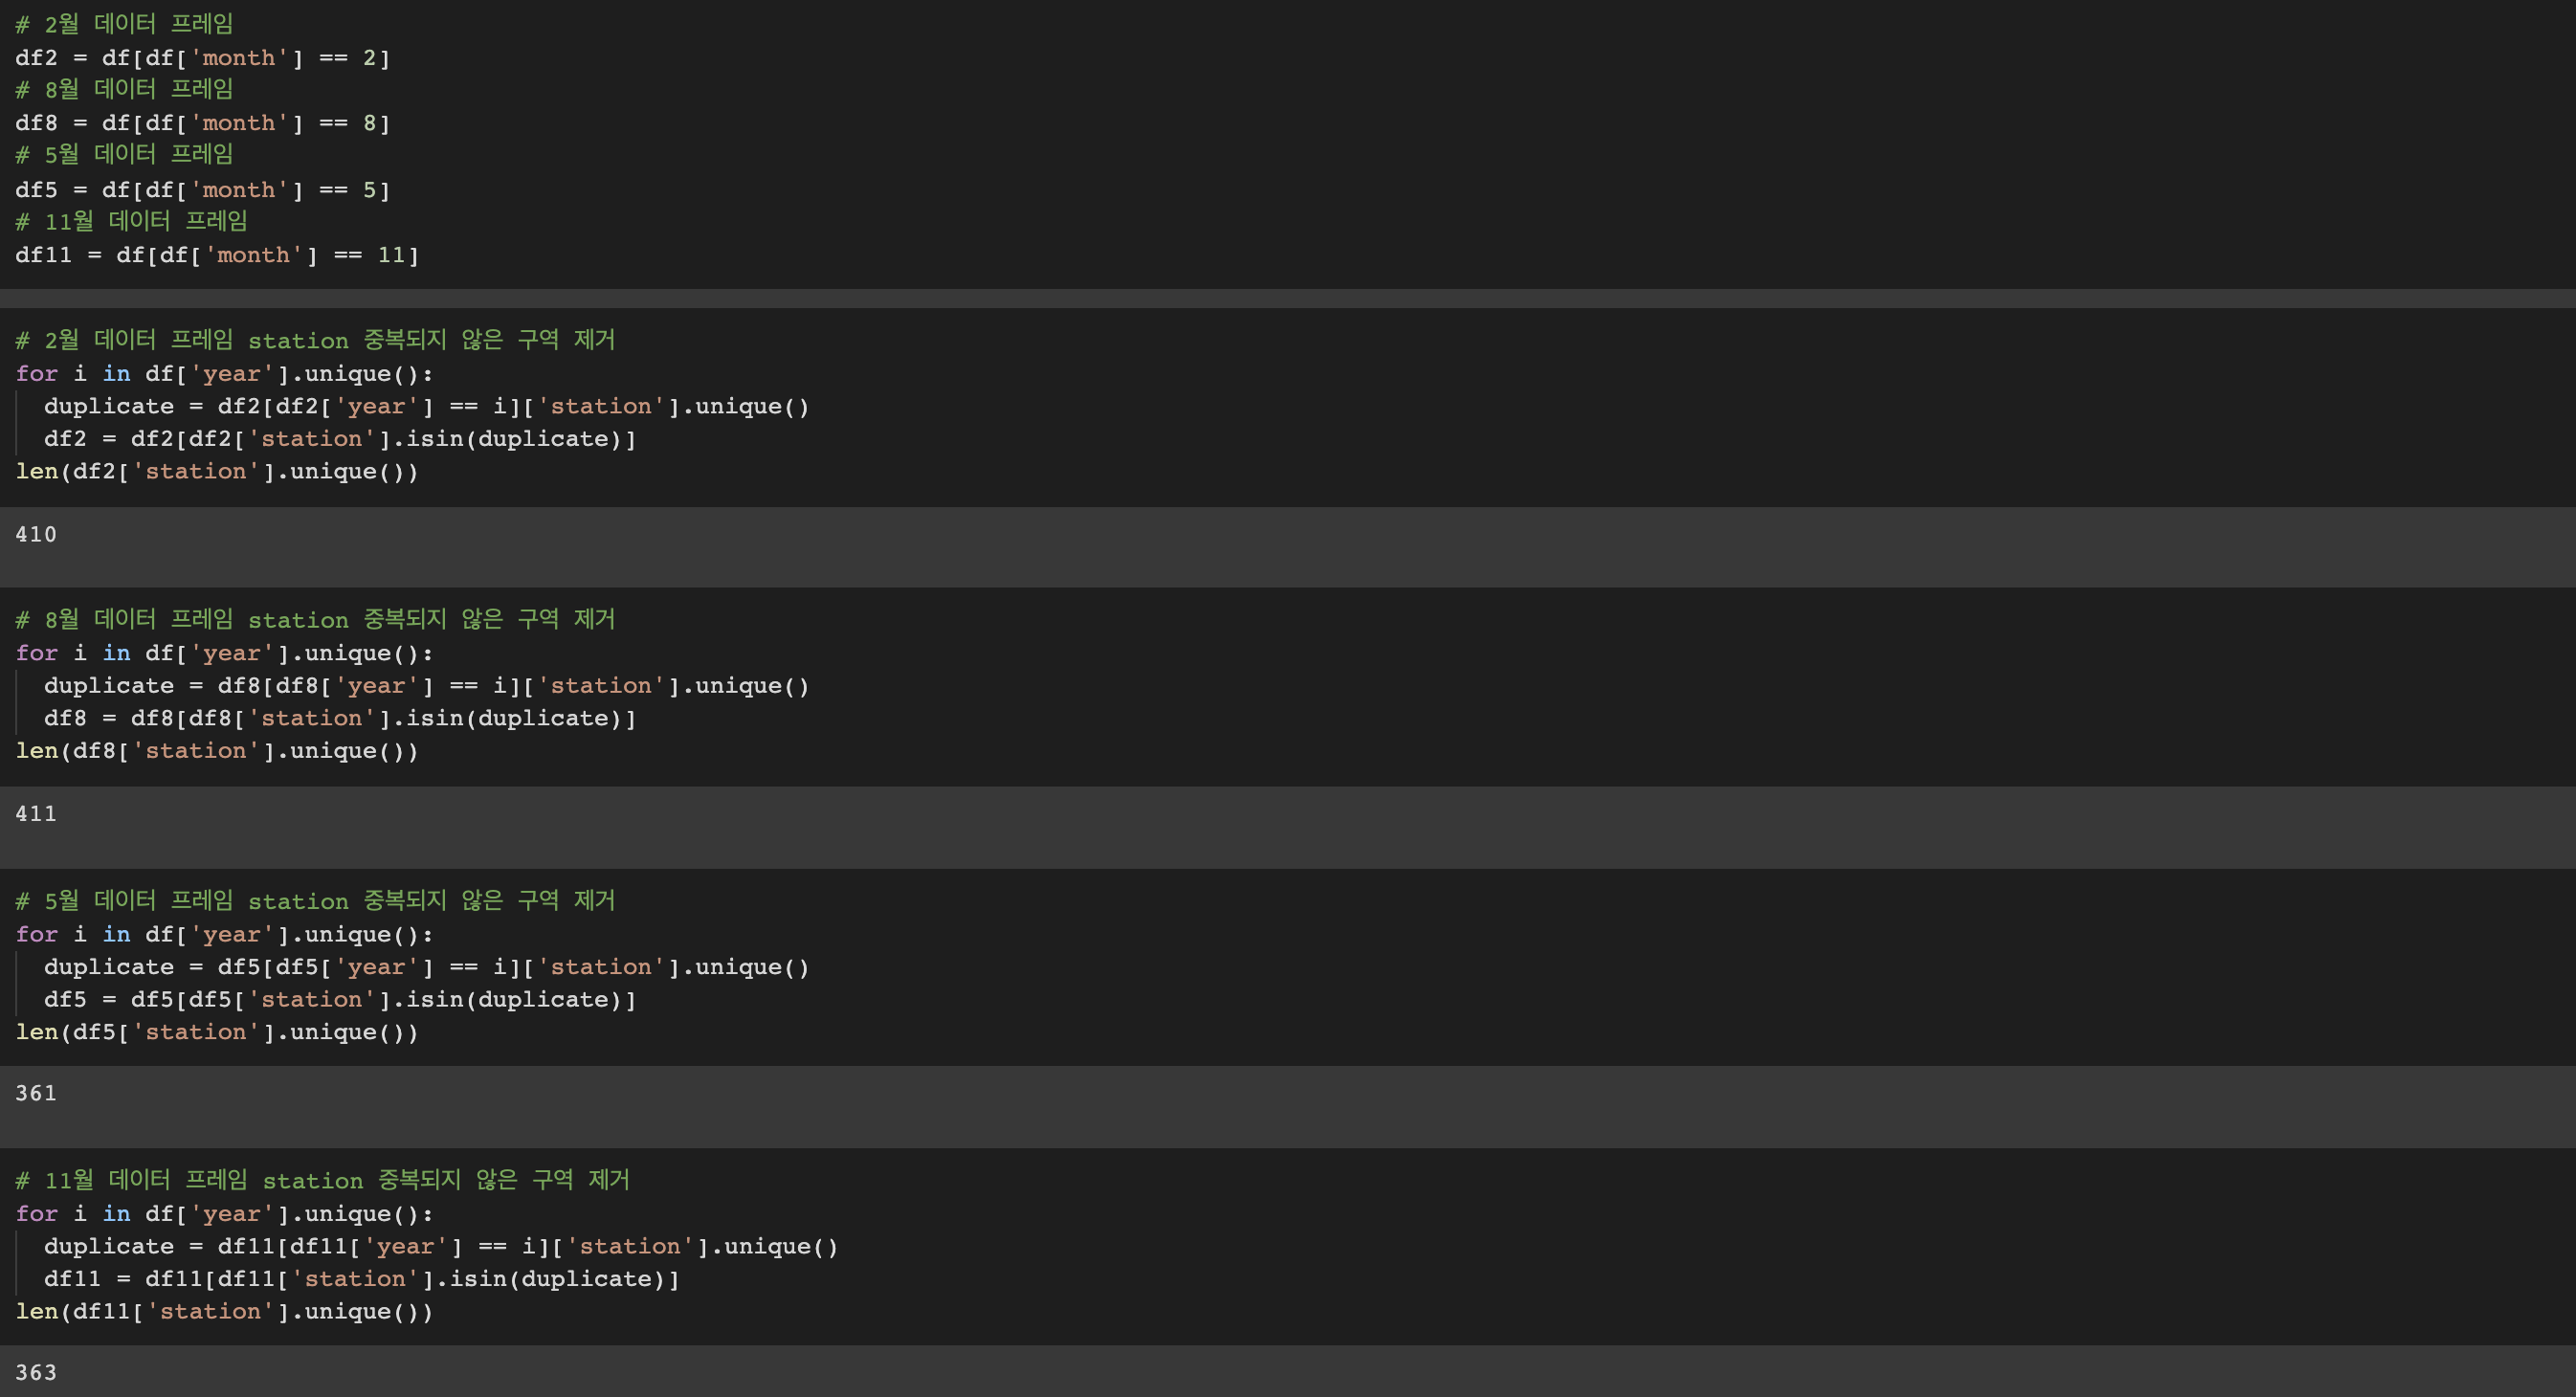 # 2월 데이터 프레임
df2 = df[df['month'] == 2]
# 8월 데이터 프레임
df8 = df[df['month'] == 8]
# 5월 데이터 프레임
df5 = df[df['month'] == 5]
# 11월 데이터 프레임
df11 = df[df['month'] == 11]
# 2월 데이터 프레임 station 중복되지 않은 구역 제거
for i in df['year'].unique():
  duplicate = df2[df2['year'] == i]['station'].unique()
  df2 = df2[df2['station'].isin(duplicate)]
len(df2['station'].unique())
410
# 8월 데이터 프레임 station 중복되지 않은 구역 제거
for i in df['year'].unique():
  duplicate = df8[df8['year'] == i]['station'].unique()
  df8 = df8[df8['station'].isin(duplicate)]
len(df8['station'].unique())
411
# 5월 데이터 프레임 station 중복되지 않은 구역 제거
for i in df['year'].unique():
  duplicate = df5[df5['year'] == i]['station'].unique()
  df5 = df5[df5['station'].isin(duplicate)]
len(df5['station'].unique())
361
# 11월 데이터 프레임 station 중복되지 않은 구역 제거
for i in df['year'].unique():
  duplicate = df11[df11['year'] == i]['station'].unique()
  df11 = df11[df11['station'].isin(duplicate)]
len(df11['station'].unique())
363